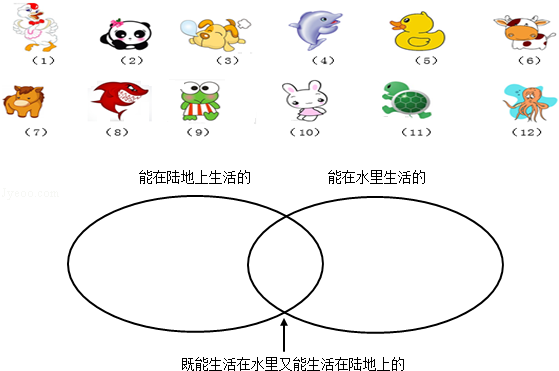 (1) (2) (3) (4) (5) (6)
(7) (8) (9) (10) (11) (12)
能在陆地上生活的 能在水里生活的
既能生活在水里又能生活在陆地上的